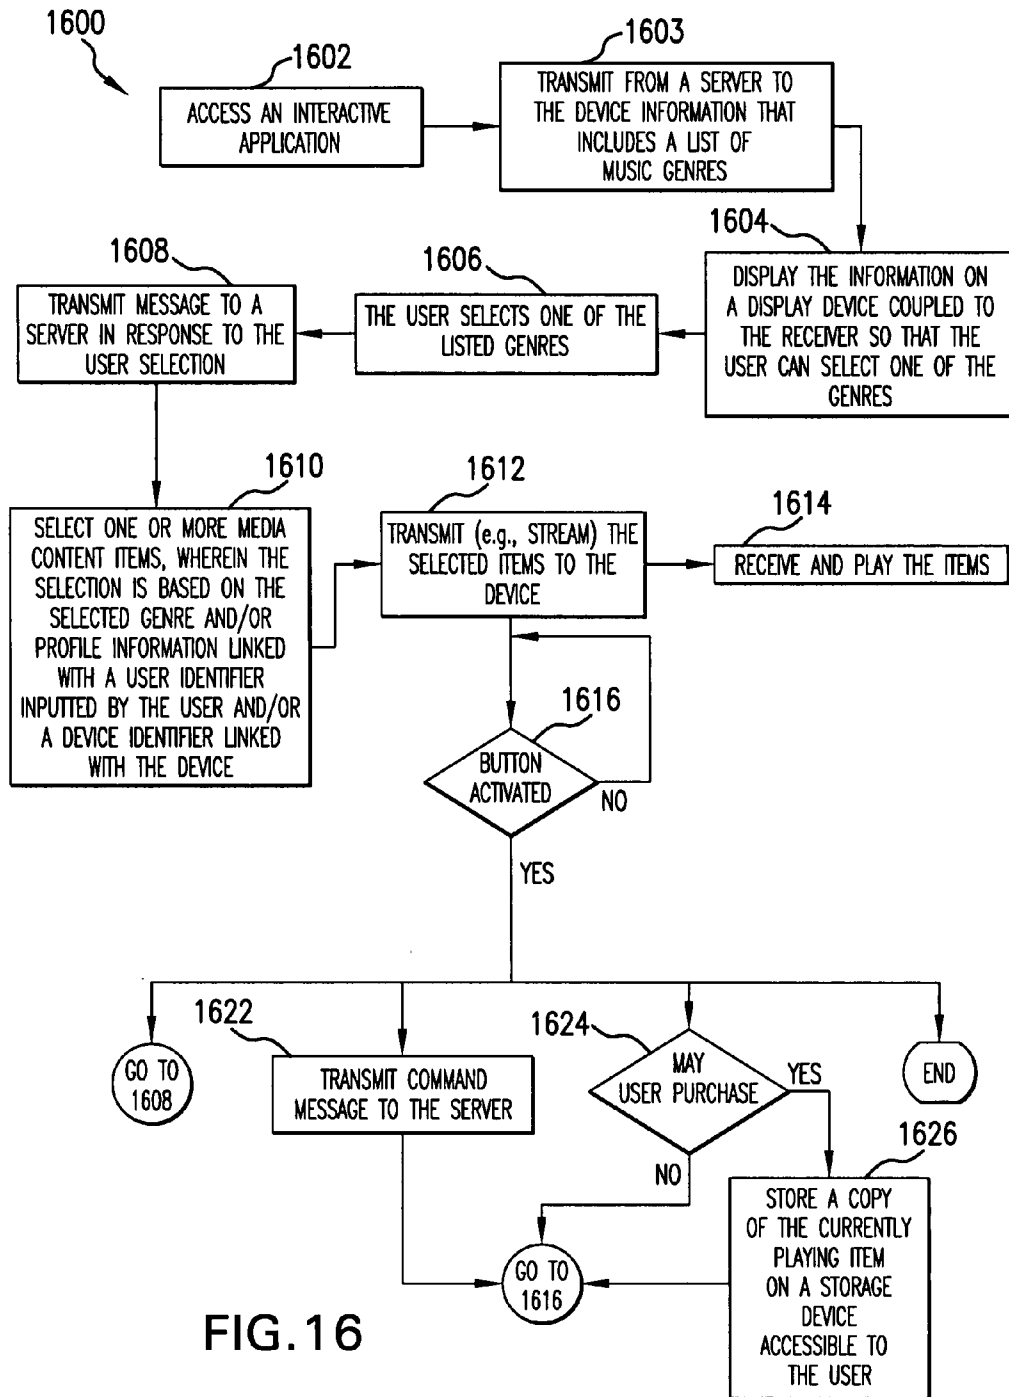 1600
1602
ACCESS AN INTERACTIVE
APPLICATION
1603
TRANSMIT FROM A SERVER TO
THE DEVICE INFORMATION THAT
INCLUDES A LIST OF
MUSIC GENRES
1604
DISPLAY THE INFORMATION ON
A DISPLAY DEVICE COUPLED TO
THE RECEIVER SO THAT THE
USER CAN SELECT ONE OF THE
GENRES
1606
THE USER SELECTS ONE OF THE
LISTED GENRES
1608
TRANSMIT MESSAGE TO A
SERVER IN RESPONSE TO THE
USER SELECTION
1610
SELECT ONE OR MORE MEDIA
CONTENT ITEMS, WHEREIN THE
SELECTION IS BASED ON THE
SELECTED GENRE AND/OR
PROFILE INFORMATION LINKED
WITH A USER IDENTIFIER
INPUTTED BY THE USER AND/OR
A DEVICE IDENTIFIER LINKED
WITH THE DEVICE
1612
TRANSMIT (e.g., STREAM) THE
SELECTED ITEMS TO THE
DEVICE
1614
RECEIVE AND PLAY THE ITEMS
1616
BUTTON
ACTIVATED
NO
YES
GO TO
1608
1622
TRANSMIT COMMAND
MESSAGE TO THE SERVER
1624
MAY
USER PURCHASE
YES
NO
END
1626
STORE A COPY
OF THE CURRENTLY
PLAYING ITEM
ON A STORAGE
DEVICE
ACCESSIBLE TO
THE USER
GO TO
1616
FIG.16